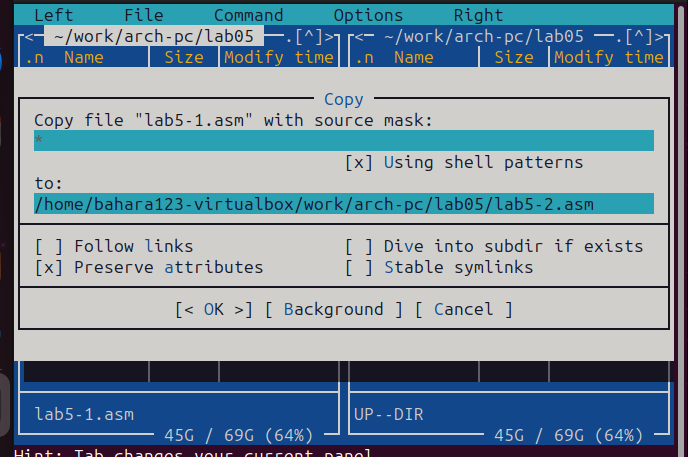 Left File Command Options Right
<- ~/work/arch-pc/lab05 -.[^]> <- ~/work/arch-pc/lab05 -.[^]>
.n Name Size Modify time .n Name Size Modify time
Copy
Copy file "lab5-1.asm" with source mask:
*
[x] Using shell patterns
to:
/home/bahara123-virtualbox/work/arch-pc/lab05/lab5-2.asm
[ ] Follow links [ ] Dive into subdir if exists
[x] Preserve attributes [ ] Stable symlinks
[< OK >] [ Background ] [ Cancel ]
lab5-1.asm UP--DIR
45G / 69G (64%) 45G / 69G (64%)
Hint: Tab changes your current panel